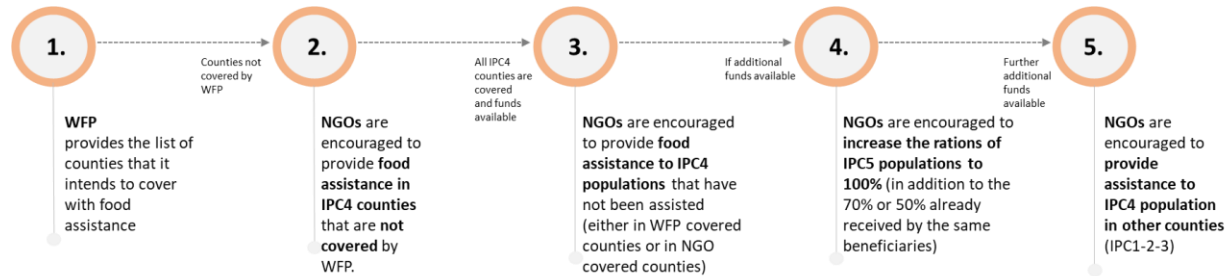 1.
Counties not
covered by
WFP
2.
All IPC4
counties are
covered
and funds
available
3.
If additional
funds available
4.
Further
additional
funds
available
5.
WFP
provides the list of
counties that it
intends to cover
with food
assistance
NGOs are
encouraged to
provide food
assistance in
IPC4 counties
that are not
covered by
WFP.
NGOs are encouraged
to provide food
assistance to IPC4
populations that have
not been assisted
(either in WFP covered
counties or in NGO
covered counties)
NGOs are encouraged to
increase the rations of
IPC5 populations to
100% (in addition to the
70% or 50% already
received by the same
beneficiaries)
NGOs are
encouraged to
provide
assistance to
IPC4 population
in other counties
(IPC1-2-3)